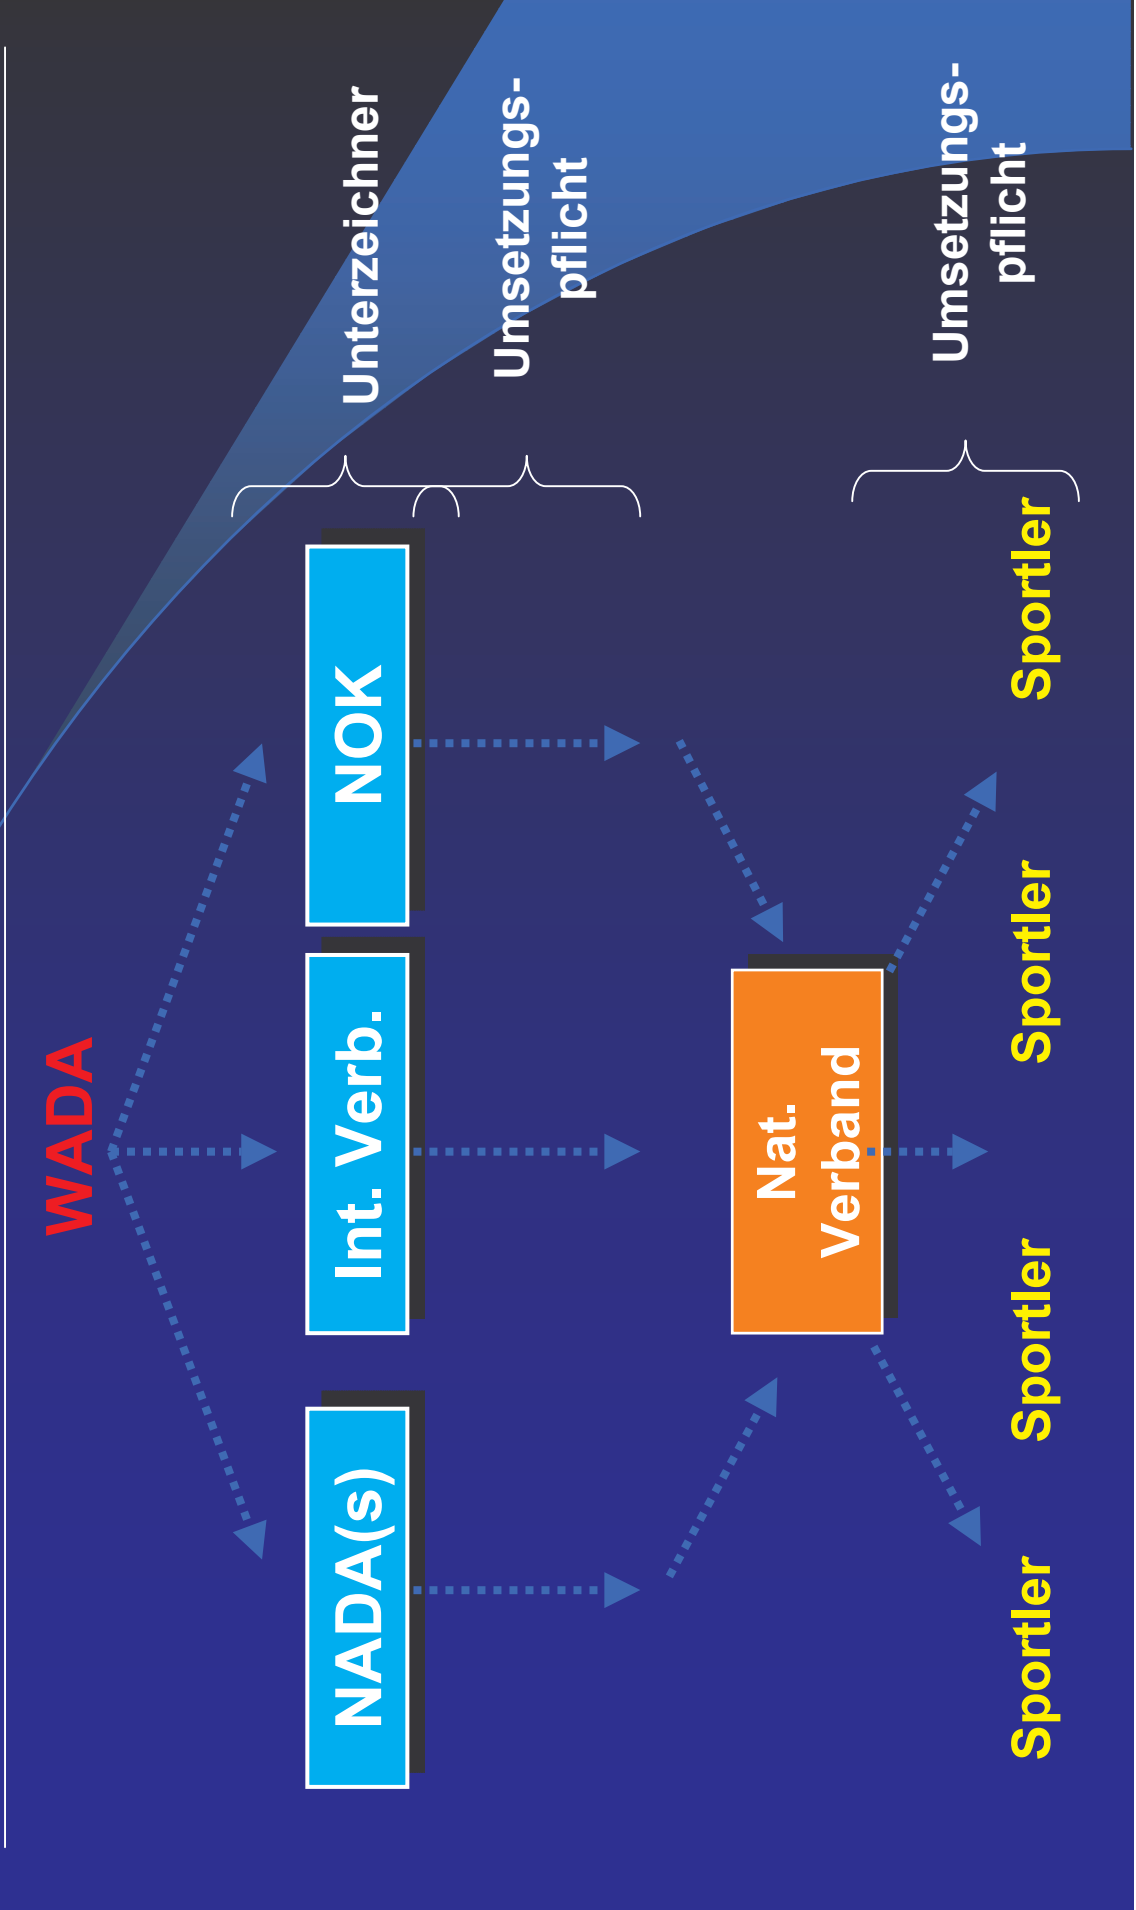 WADA
NADA(s)
Int. Verb.
NOK
Unterzeichner
Umsetzungs-
pflicht
Nat.
Verband
Umsetzungs-
pflicht
Sportler
Sportler
Sportler
Sportler